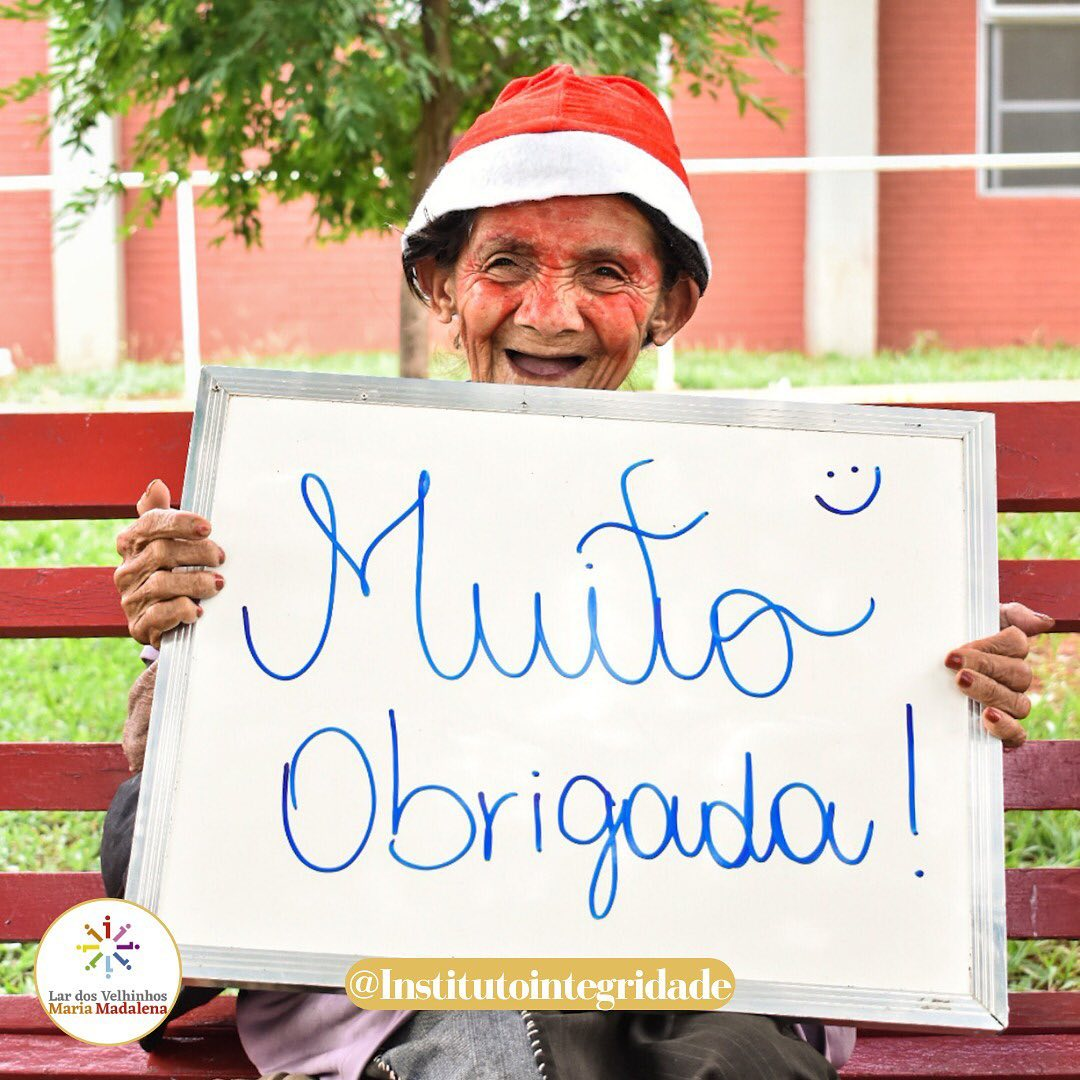 Muito
Obrigada!
Lar dos Velhinhos
Maria Madalena
@Institutointegridade